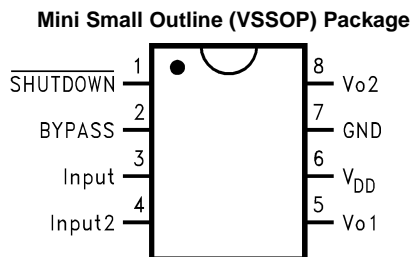 Mini Small Outline (VSSOP) Package
SHUTDOWN 1 8 Vo2
BYPASS 2 7 GND
Input 3 6 VDD
Input2 4 5 Vo1